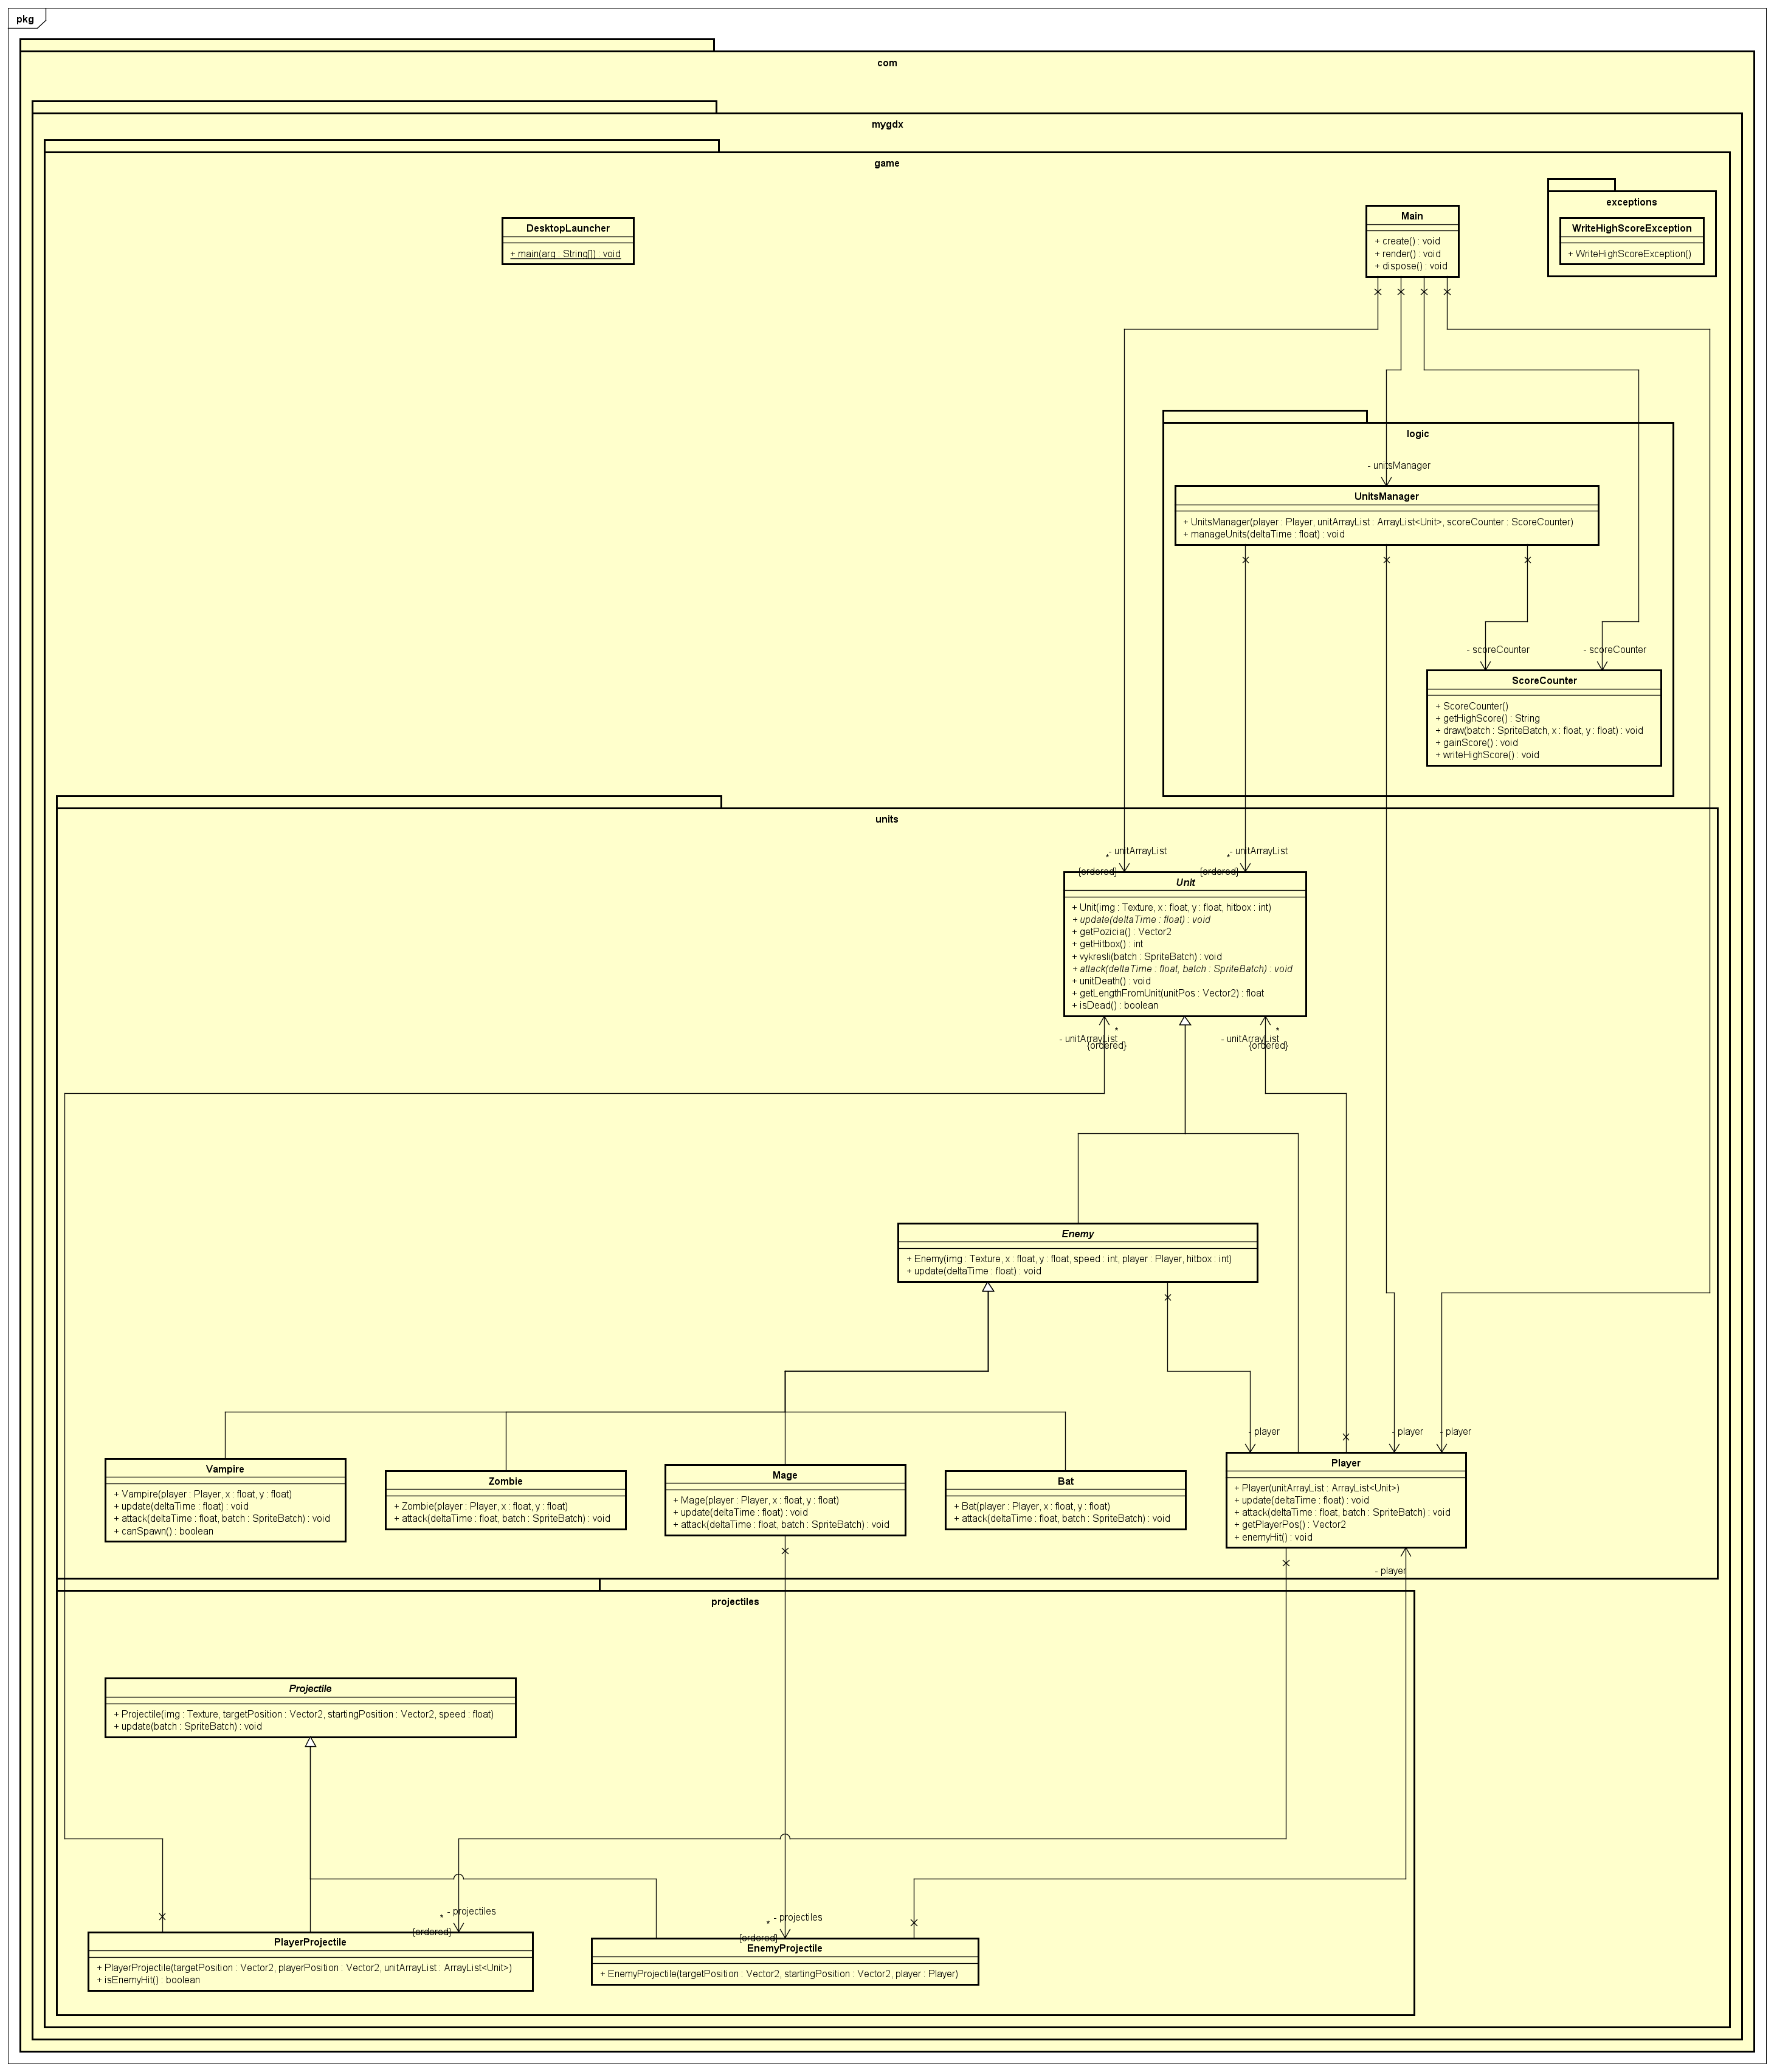 pkg
com
mygdx
game
exceptions
WriteHighScoreException
+ WriteHighScoreException()
Main
+ create() : void
+ render() : void
+ dispose() : void
DesktopLauncher
+ main(arg : String[]) : void
logic
- unitsManager
UnitsManager
+ UnitsManager(player : Player, unitArrayList : ArrayList<Unit>, scoreCounter : ScoreCounter)
+ manageUnits(deltaTime : float) : void
- scoreCounter
- scoreCounter
ScoreCounter
+ ScoreCounter()
+ getHighScore() : String
+ draw(batch : SpriteBatch, x : float, y : float) : void
+ gainScore() : void
+ writeHighScore() : void
units
- unitArrayList
*
{ordered}
- unitArrayList
*
{ordered}
Unit
+ Unit(img : Texture, x : float, y : float, hitbox : int)
+ update(deltaTime : float) : void
+ getPozicia() : Vector2
+ getHitbox() : int
+ vykresli(batch : SpriteBatch) : void
+ attack(deltaTime : float, batch : SpriteBatch) : void
+ unitDeath() : void
+ getLengthFromUnit(unitPos : Vector2) : float
+ isDead() : boolean
*
- unitArrayList
{ordered}
*
- unitArrayList
{ordered}
Enemy
+ Enemy(img : Texture, x : float, y : float, speed : int, player : Player, hitbox : int)
+ update(deltaTime : float) : void
- player
- player
- player
Vampire
+ Vampire(player : Player, x : float, y : float)
+ update(deltaTime : float) : void
+ attack(deltaTime : float, batch : SpriteBatch) : void
+ canSpawn() : boolean
Zombie
+ Zombie(player : Player, x : float, y : float)
+ attack(deltaTime : float, batch : SpriteBatch) : void
Mage
+ Mage(player : Player, x : float, y : float)
+ update(deltaTime : float) : void
+ attack(deltaTime : float, batch : SpriteBatch) : void
Bat
+ Bat(player : Player, x : float, y : float)
+ attack(deltaTime : float, batch : SpriteBatch) : void
Player
+ Player(unitArrayList : ArrayList<Unit>)
+ update(deltaTime : float) : void
+ attack(deltaTime : float, batch : SpriteBatch) : void
+ getPlayerPos() : Vector2
+ enemyHit() : void
- player
projectiles
Projectile
+ Projectile(img : Texture, targetPosition : Vector2, startingPosition : Vector2, speed : float)
+ update(batch : SpriteBatch) : void
- projectiles
*
{ordered}
- projectiles
*
{ordered}
PlayerProjectile
+ PlayerProjectile(targetPosition : Vector2, playerPosition : Vector2, unitArrayList : ArrayList<Unit>)
+ isEnemyHit() : boolean
EnemyProjectile
+ EnemyProjectile(targetPosition : Vector2, startingPosition : Vector2, player : Player)